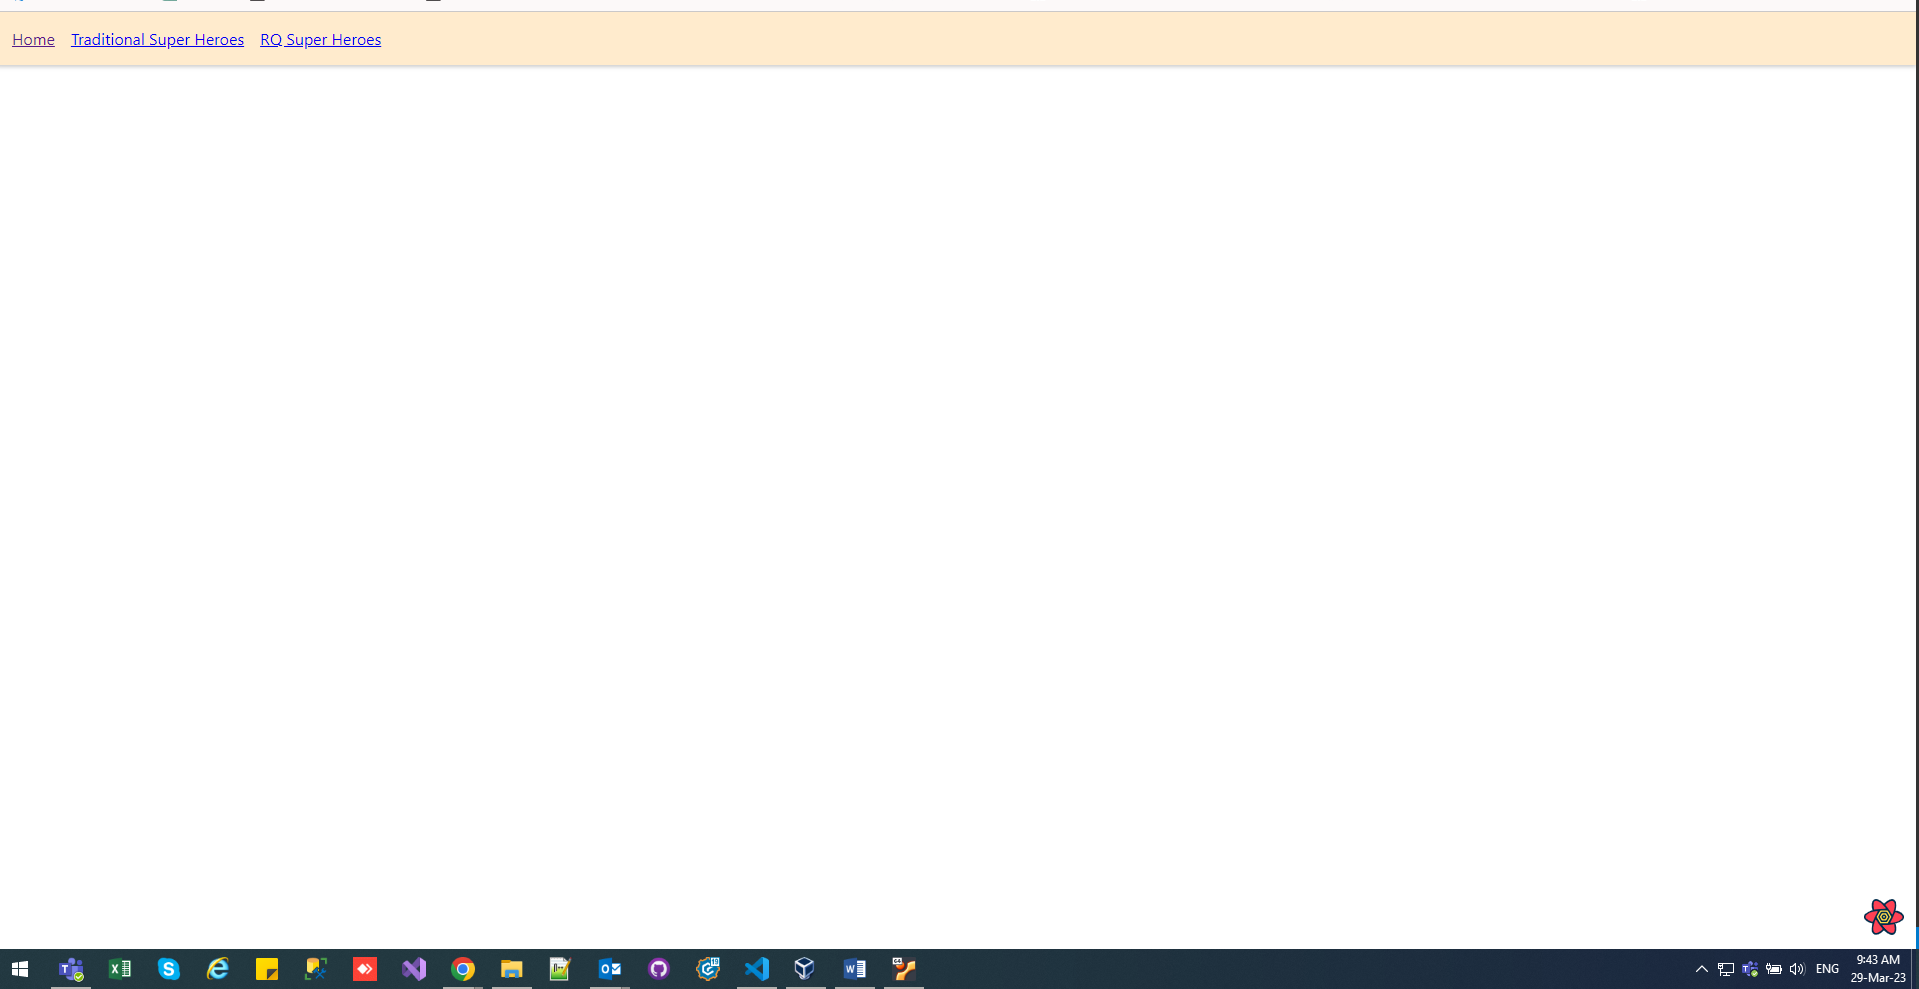 Home Traditional Super Heroes RQ Super Heroes
ENG
9:43 AM
29-Mar-23